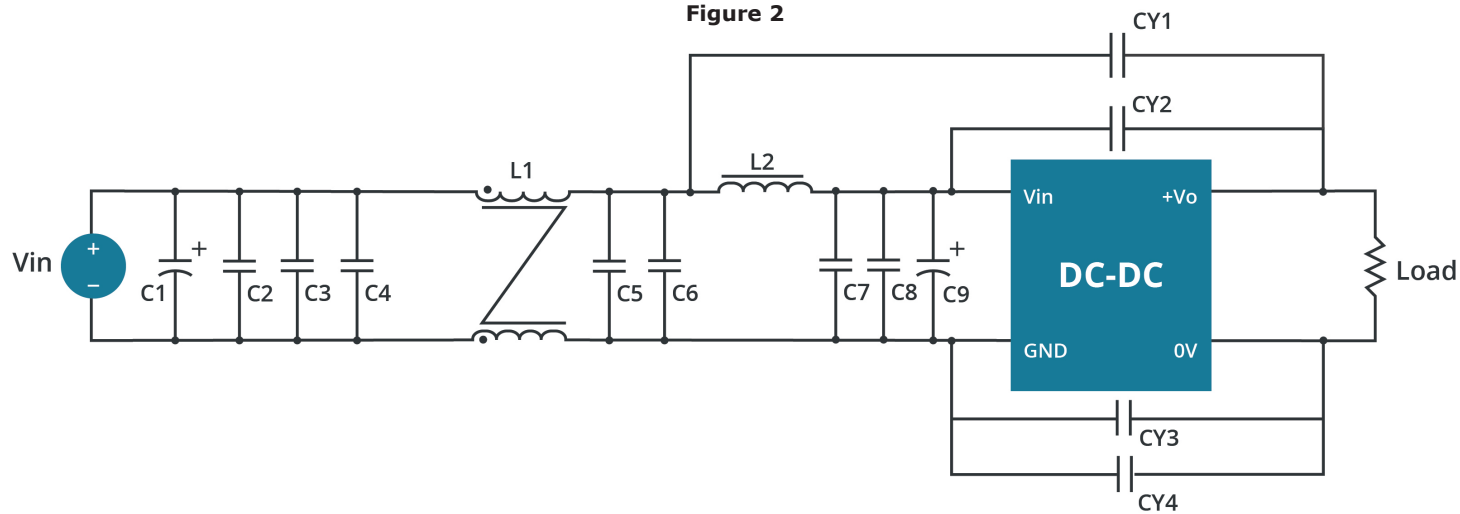 Figure 2
CY1
CY2
L1
L2
Vin
+
−
+
C1
C2
C3
C4
C5
C6
C7
C8
+
C9
Vin
+Vo
DC-DC
GND
0V
Load
CY3
CY4